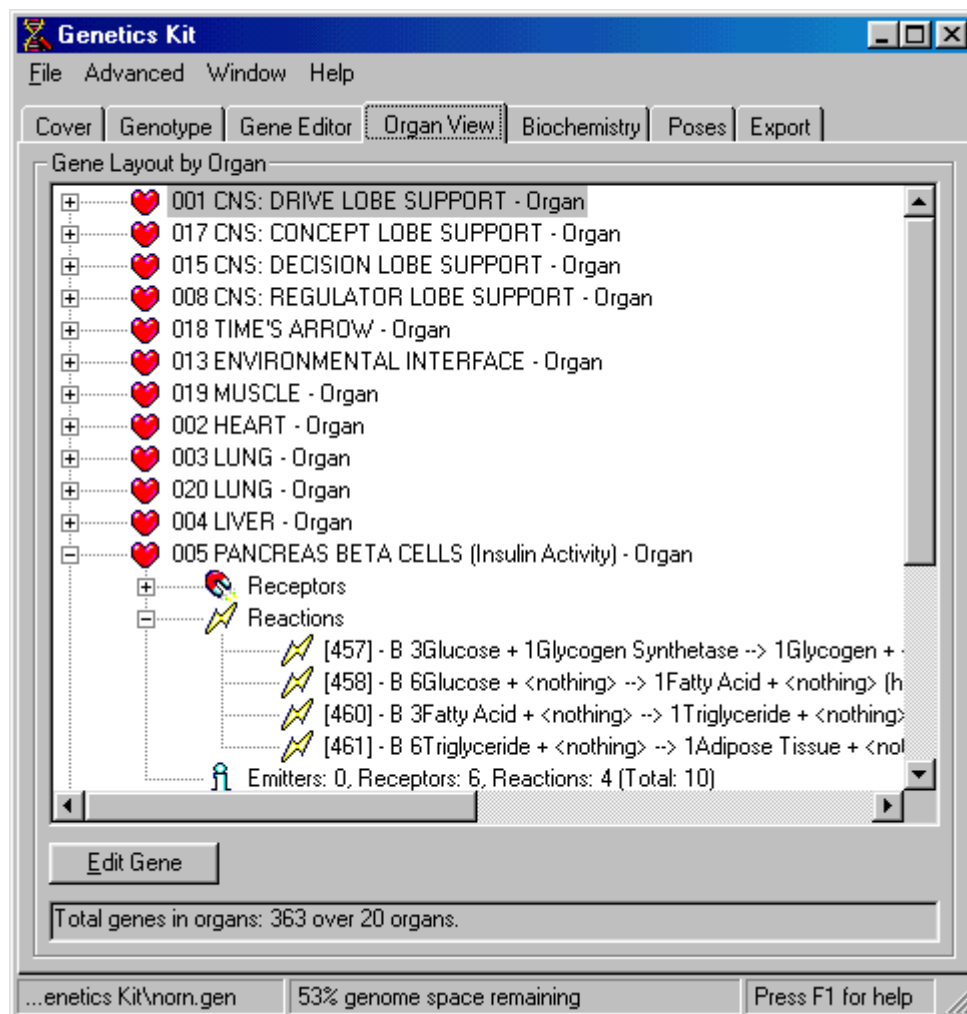 Genetics Kit
File Advanced Window Help
Cover Genotype Gene Editor Organ View Biochemistry Poses Export
Gene Layout by Organ
001 CNS: DRIVE LOBE SUPPORT - Organ
017 CNS: CONCEPT LOBE SUPPORT - Organ
015 CNS: DECISION LOBE SUPPORT - Organ
008 CNS: REGULATOR LOBE SUPPORT - Organ
018 TIME'S ARROW - Organ
013 ENVIRONMENTAL INTERFACE - Organ
019 MUSCLE - Organ
002 HEART - Organ
003 LUNG - Organ
020 LUNG - Organ
004 LIVER - Organ
005 PANCREAS BETA CELLS (Insulin Activity) - Organ
Receptors
Reactions
[457] - B 3Glucose + 1Glycogen Synthetase --> 1Glycogen +
[458] - B 6Glucose + <nothing> --> 1Fatty Acid + <nothing> (h
[460] - B 3Fatty Acid + <nothing> --> 1Triglyceride + <nothing>
[461] - B 6Triglyceride + <nothing> --> 1Adipose Tissue + <not
Emitters: 0, Receptors: 6, Reactions: 4 (Total: 10)
Edit Gene
Total genes in organs: 363 over 20 organs.
...enetics Kit\norn.gen 53% genome space remaining Press F1 for help